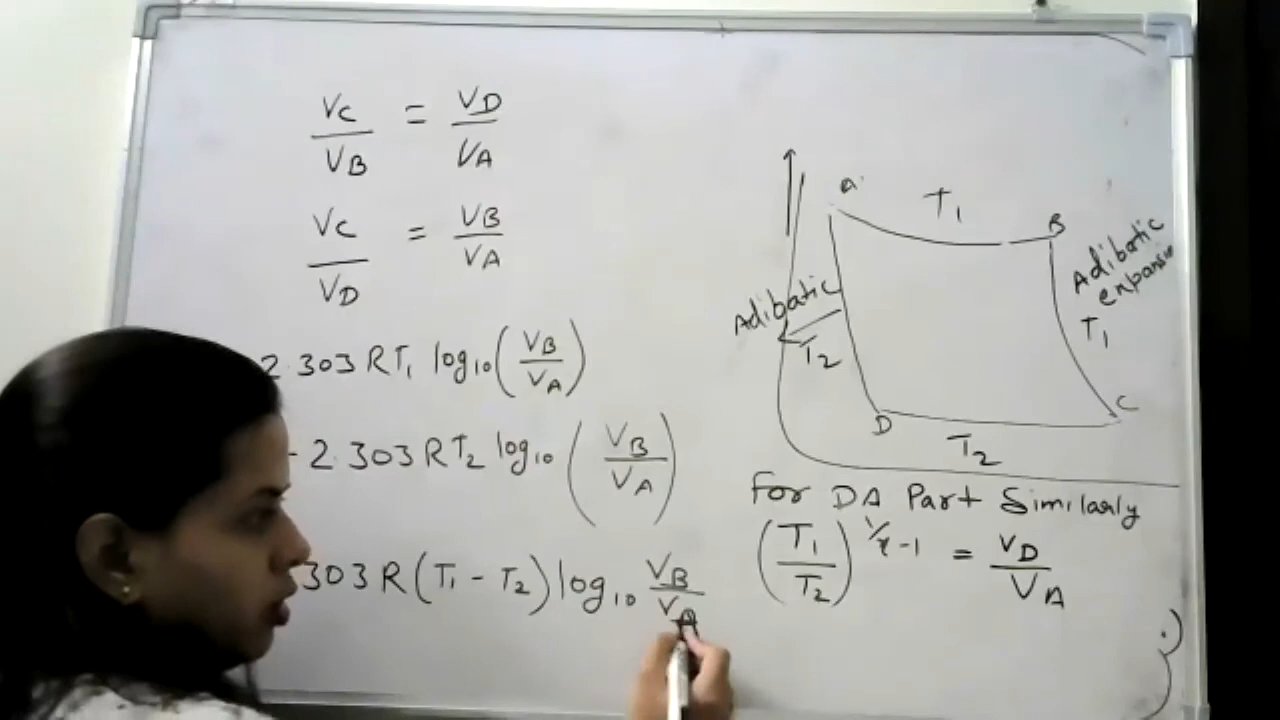 VC / VB = VD / VA
VC / VD = VB / VA
2.303 RT1 log10 (VB / VA)
- 2.303 RT2 log10 (VB / VA)
303 R (T1 - T2) log10 VB / VA
A
T1
B
Adibatic
expansio
T1
Adibatic
T2
D
C
T2
For DA Part Similarly
(T1 / T2)^1/γ-1 = VD / VA